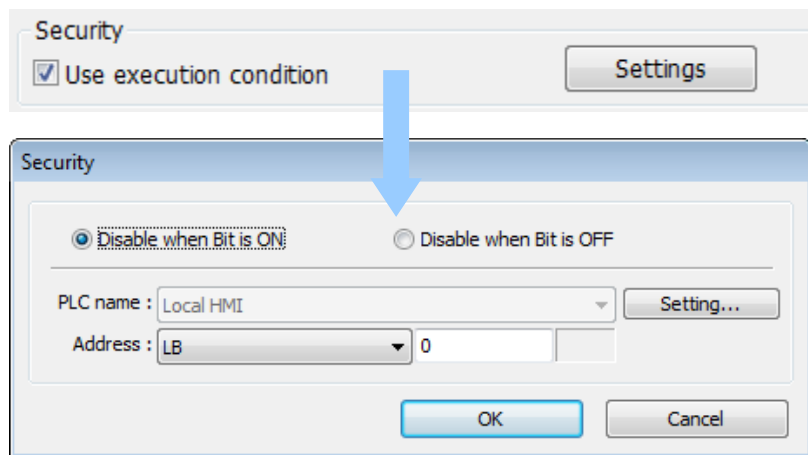 Security
Use execution condition
Settings
Security
Disable when Bit is ON
Disable when Bit is OFF
PLC name : Local HMI
Setting...
Address : LB
0
OK
Cancel